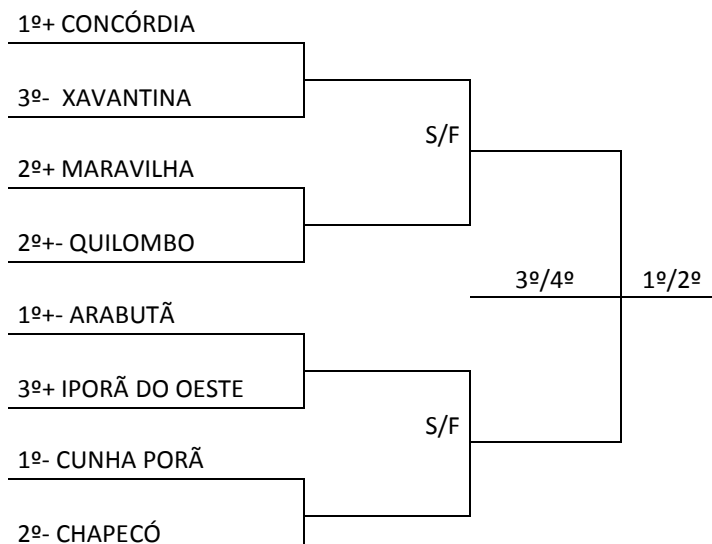 1º+ CONCÓRDIA
3º- XAVANTINA
S/F
2º+ MARAVILHA
2º+- QUILOMBO
3º/4º 1º/2º
1º+- ARABUTÃ
3º+ IPORÃ DO OESTE
S/F
1º- CUNHA PORÃ
2º- CHAPECÓ